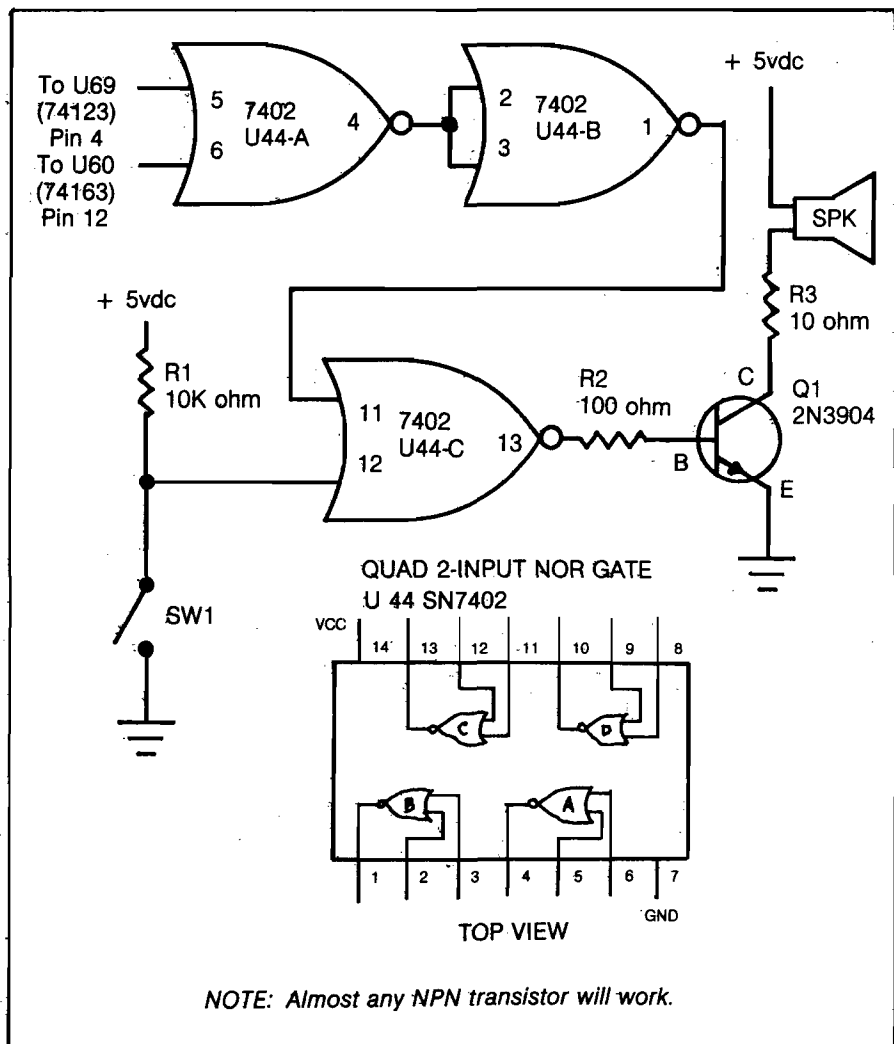 To U69
(74123)
Pin 4
To U60
(74163)
Pin 12
5
6
7402
U44-A
4
2
3
7402
U44-B
1
+ 5vdc
SPK
R3
10 ohm
+ 5vdc
R1
10K ohm
11
12
7402
U44-C
13
R2
100 ohm
C
B
E
Q1
2N3904
SW1
QUAD 2-INPUT NOR GATE
U 44 SN7402
VCC
14 13 12 11 10 9 8
C D
B A
1 2 3 4 5 6 7
GND
TOP VIEW
NOTE: Almost any NPN transistor will work.